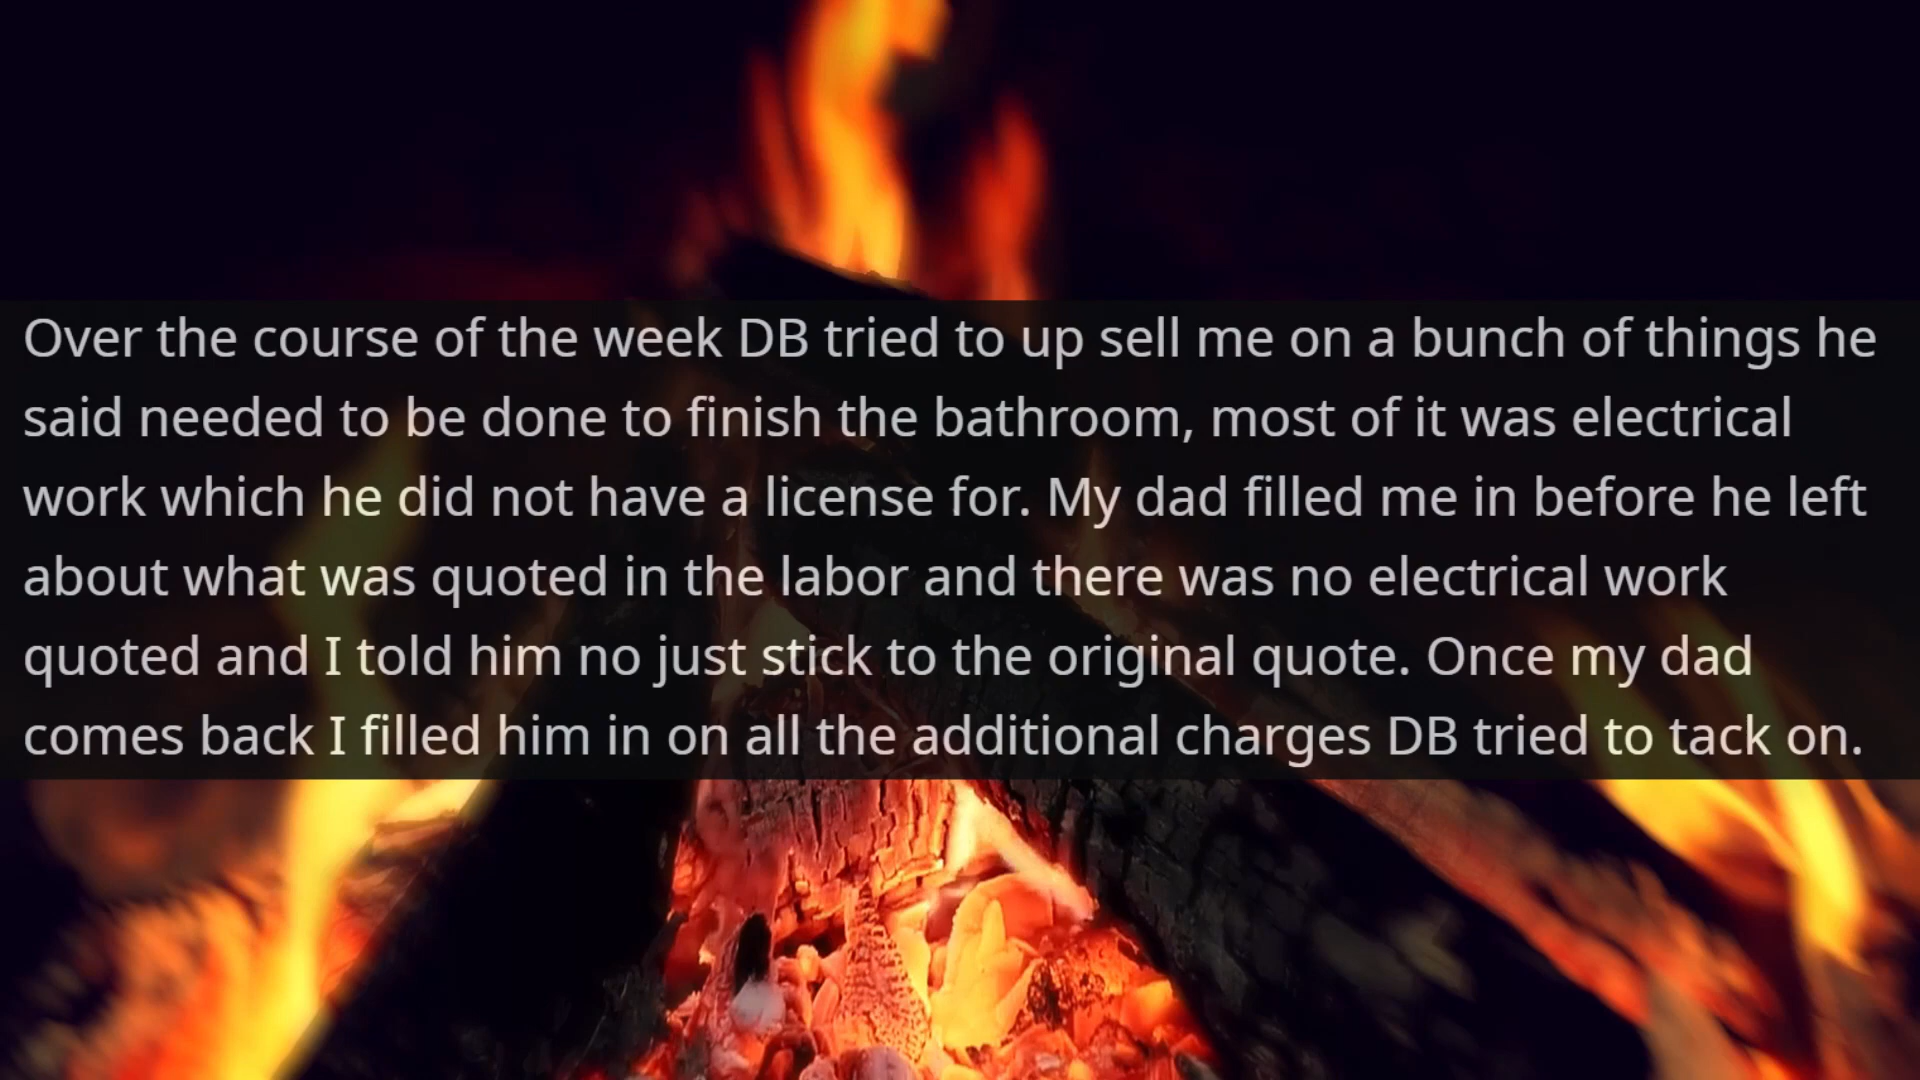 Over the course of the week DB tried to up sell me on a bunch of things he
said needed to be done to finish the bathroom, most of it was electrical
work which he did not have a license for. My dad filled me in before he left
about what was quoted in the labor and there was no electrical work
quoted and I told him no just stick to the original quote. Once my dad
comes back I filled him in on all the additional charges DB tried to tack on.